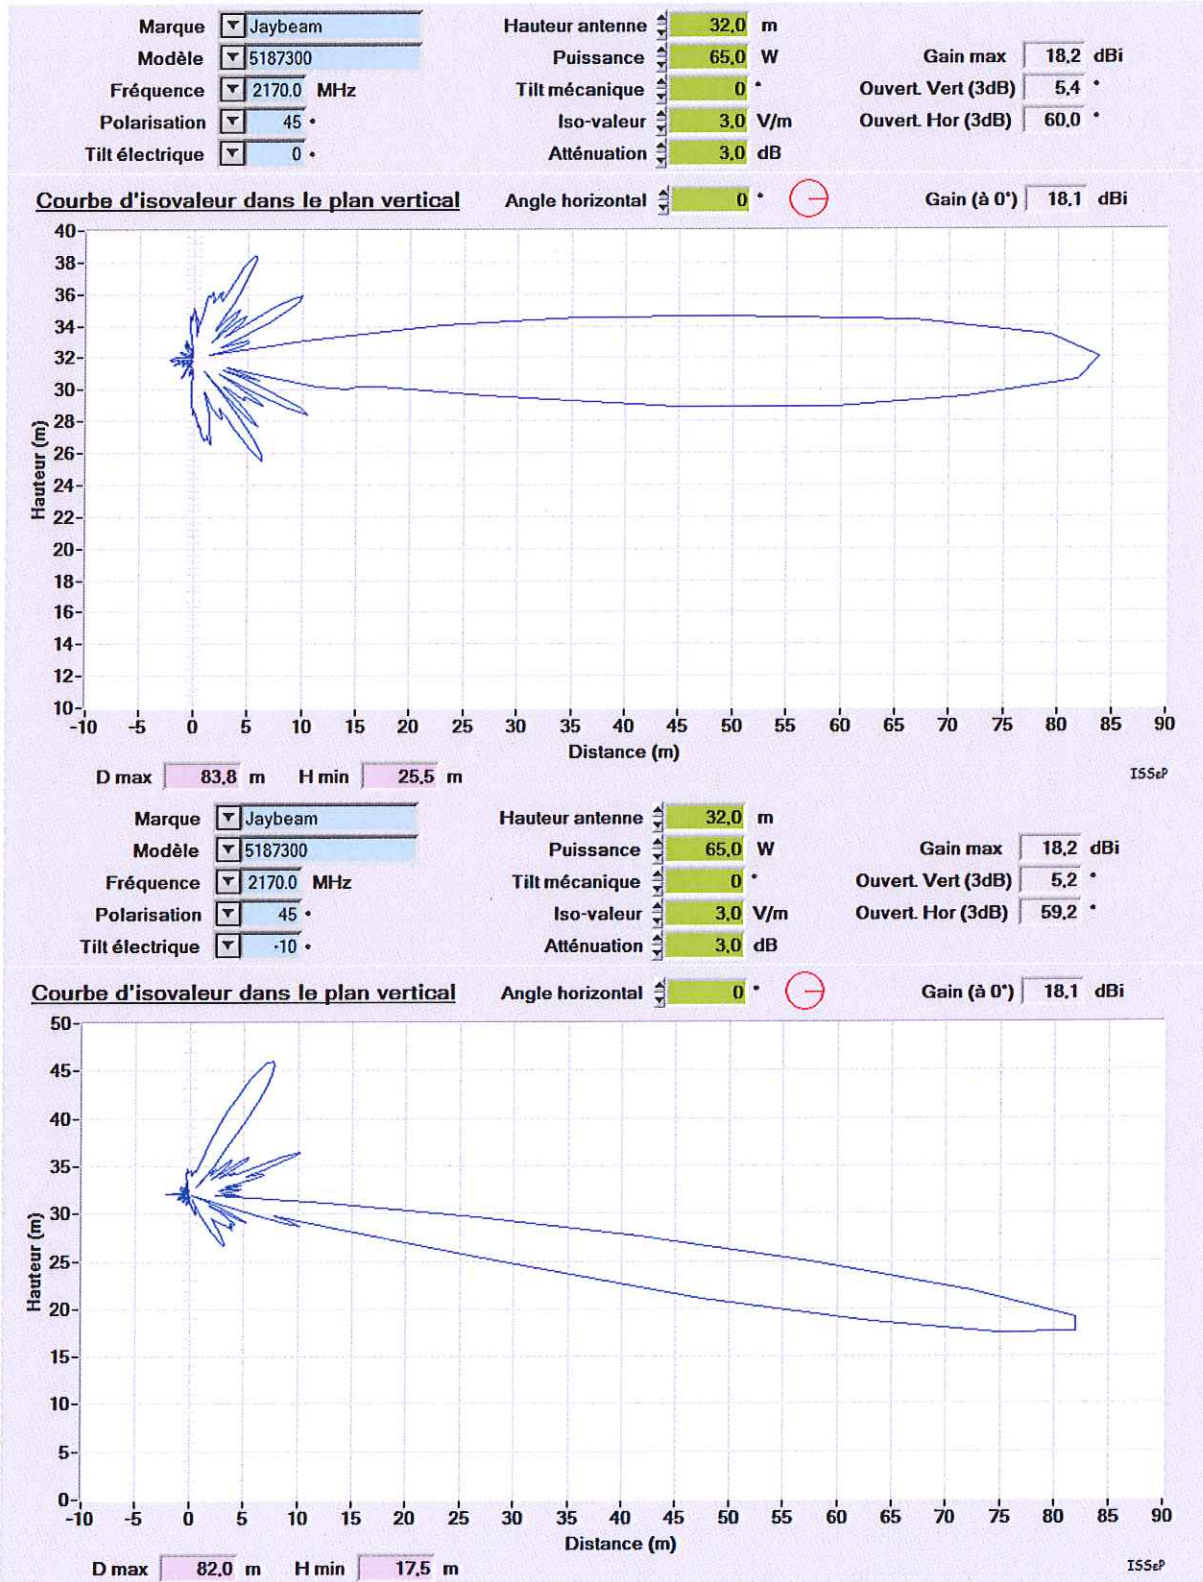 Marque Jaybeam Hauteur antenne 32,0 m
Modèle 5187300 Puissance 65,0 W Gain max 18,2 dBi
Fréquence 2170.0 MHz Tilt mécanique 0 ° Ouvert. Vert (3dB) 5,4 °
Polarisation 45 ° Iso-valeur 3,0 V/m Ouvert. Hor (3dB) 60,0 °
Tilt électrique 0 ° Atténuation 3,0 dB
Courbe d'isovaleur dans le plan vertical Angle horizontal 0 ° Gain (à 0°) 18,1 dBi
40
38
36
34
32
30
28
26
24
22
20
18
16
14
12
10
Hauteur (m)
-10 -5 0 5 10 15 20 25 30 35 40 45 50 55 60 65 70 75 80 85 90
Distance (m)
D max 83,8 m H min 25,5 m ISSeP
Marque Jaybeam Hauteur antenne 32,0 m
Modèle 5187300 Puissance 65,0 W Gain max 18,2 dBi
Fréquence 2170.0 MHz Tilt mécanique 0 ° Ouvert. Vert (3dB) 5,2 °
Polarisation 45 ° Iso-valeur 3,0 V/m Ouvert. Hor (3dB) 59,2 °
Tilt électrique -10 ° Atténuation 3,0 dB
Courbe d'isovaleur dans le plan vertical Angle horizontal 0 ° Gain (à 0°) 18,1 dBi
50
45
40
35
30
25
20
15
10
5
0
Hauteur (m)
-10 -5 0 5 10 15 20 25 30 35 40 45 50 55 60 65 70 75 80 85 90
Distance (m)
D max 82,0 m H min 17,5 m ISSeP